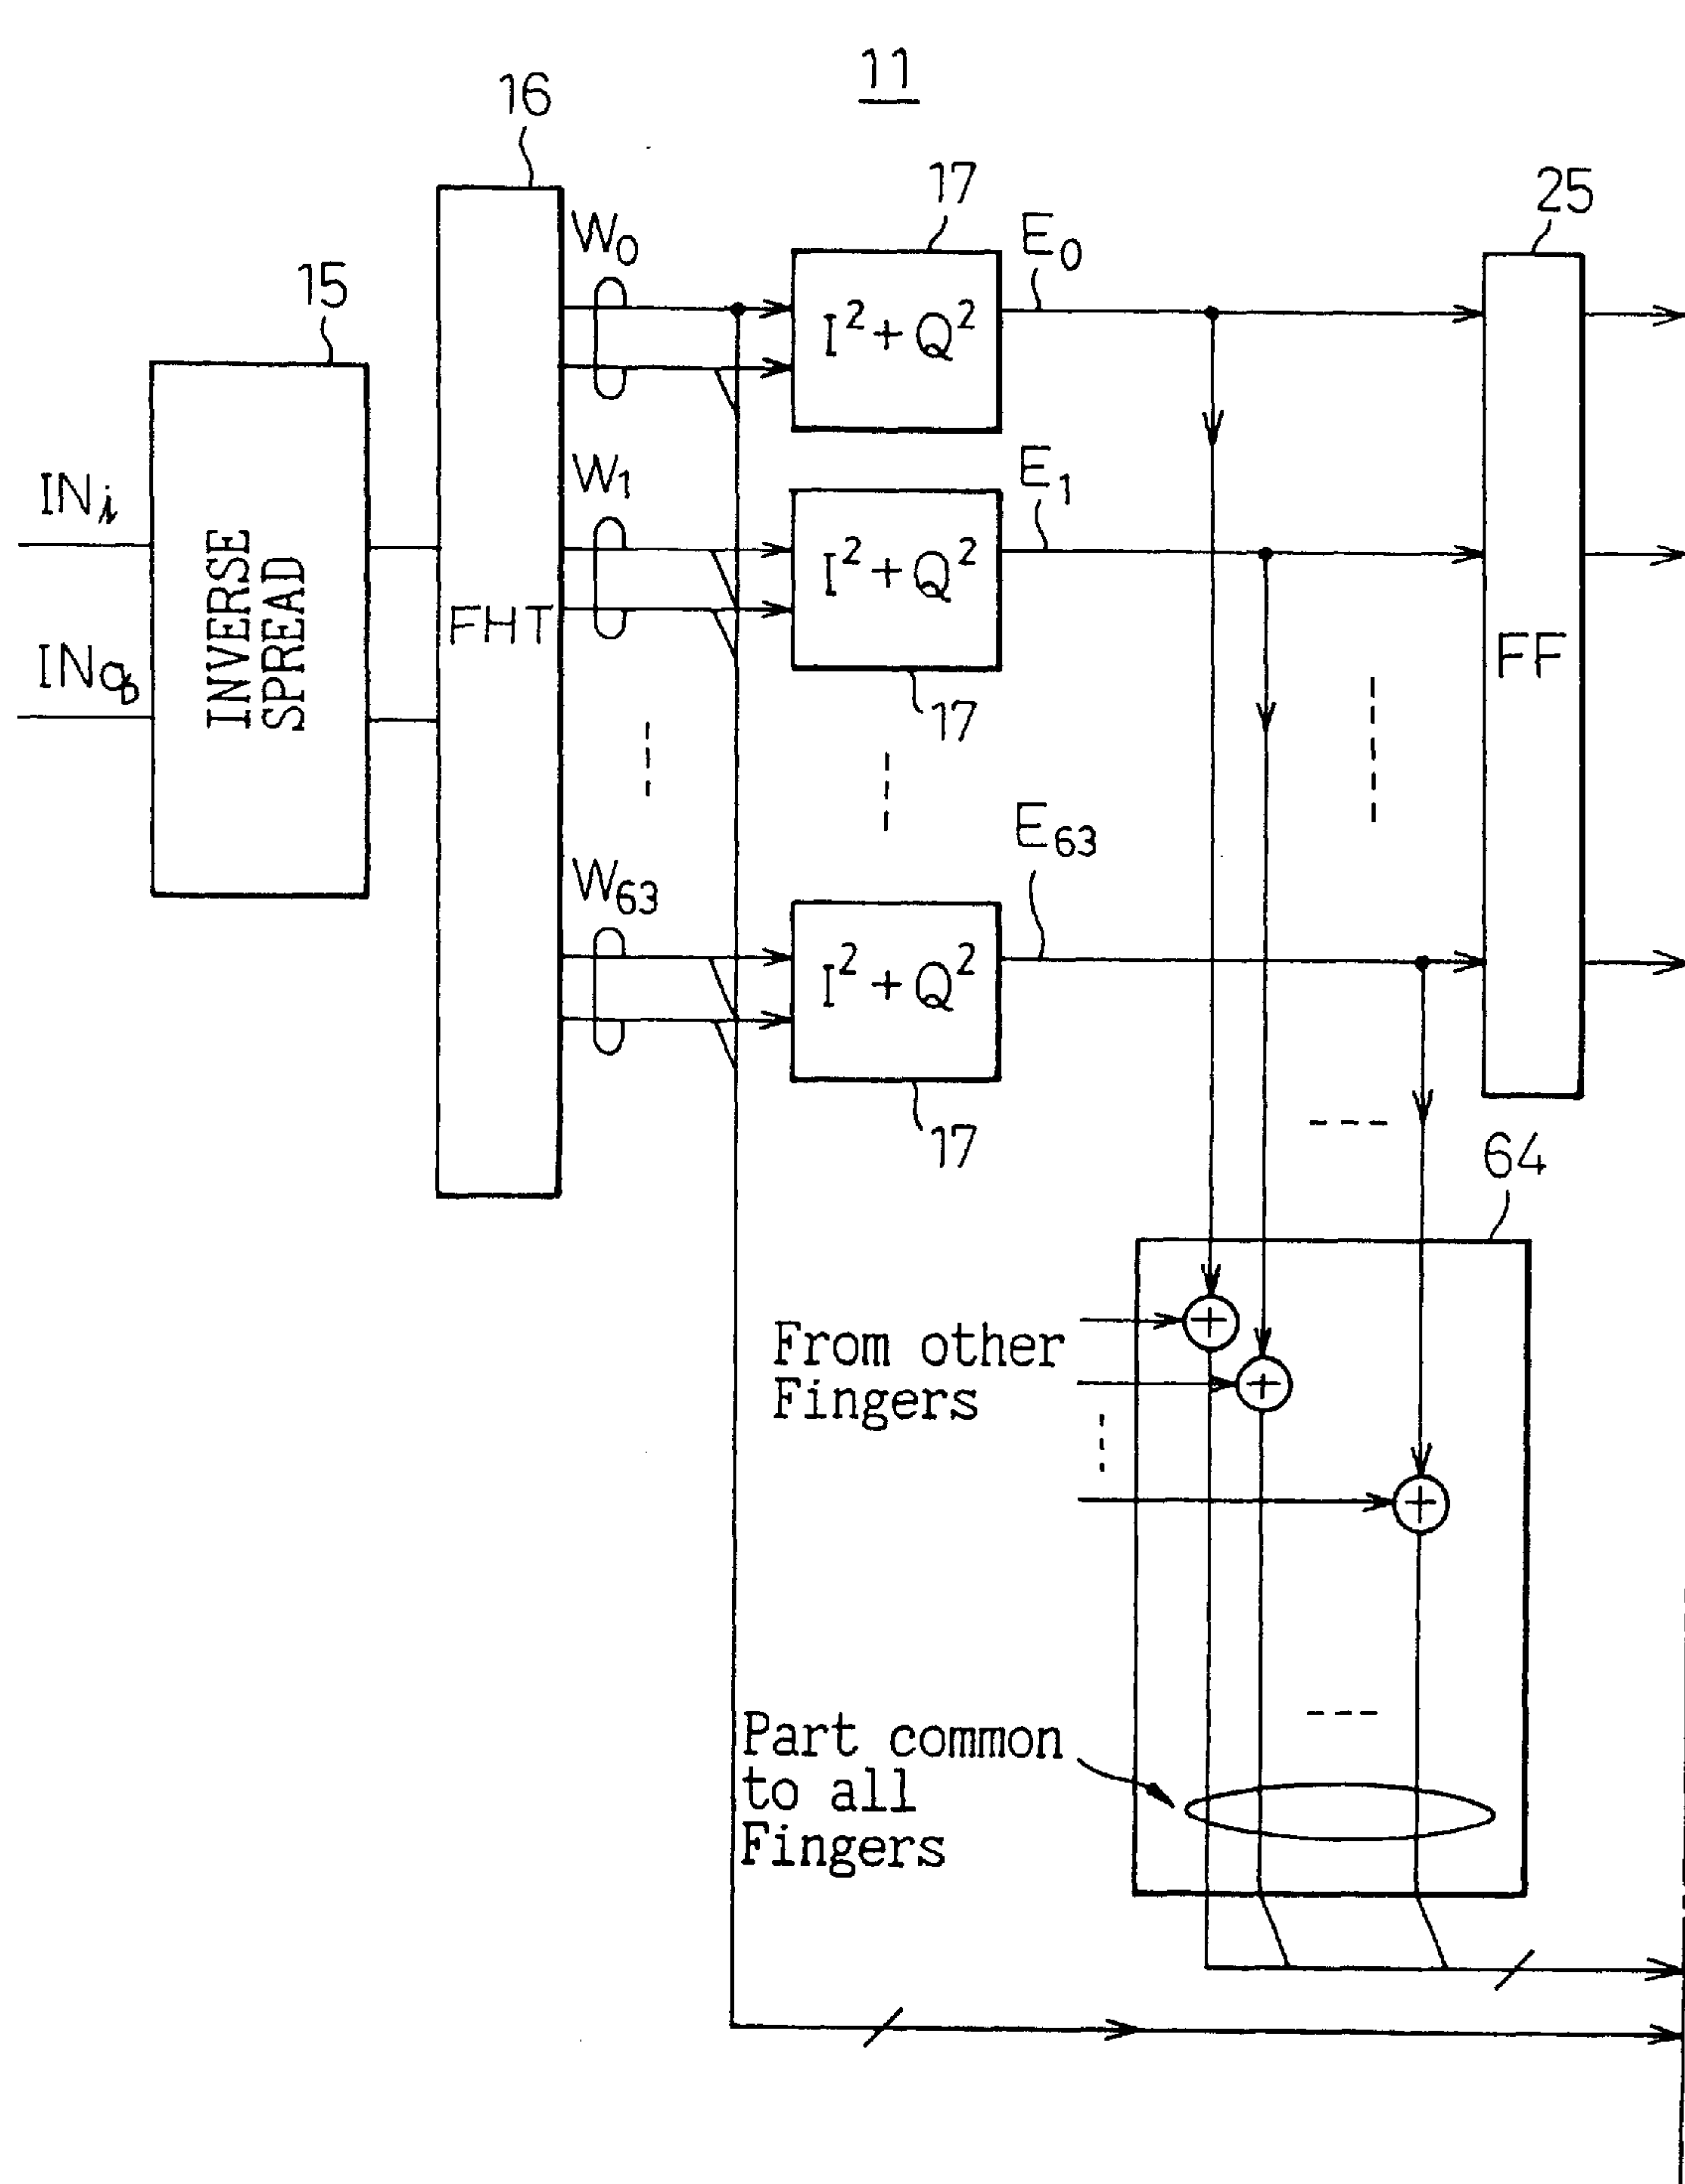 11
16
17
25
W0
E0
15
I² + Q²
W1
E1
INi
I² + Q²
INVERSE
SPREAD
FHT
INq
FF
17
E63
W63
I² + Q²
17
64
+
From other
Fingers
+
+
Part common
to all
Fingers